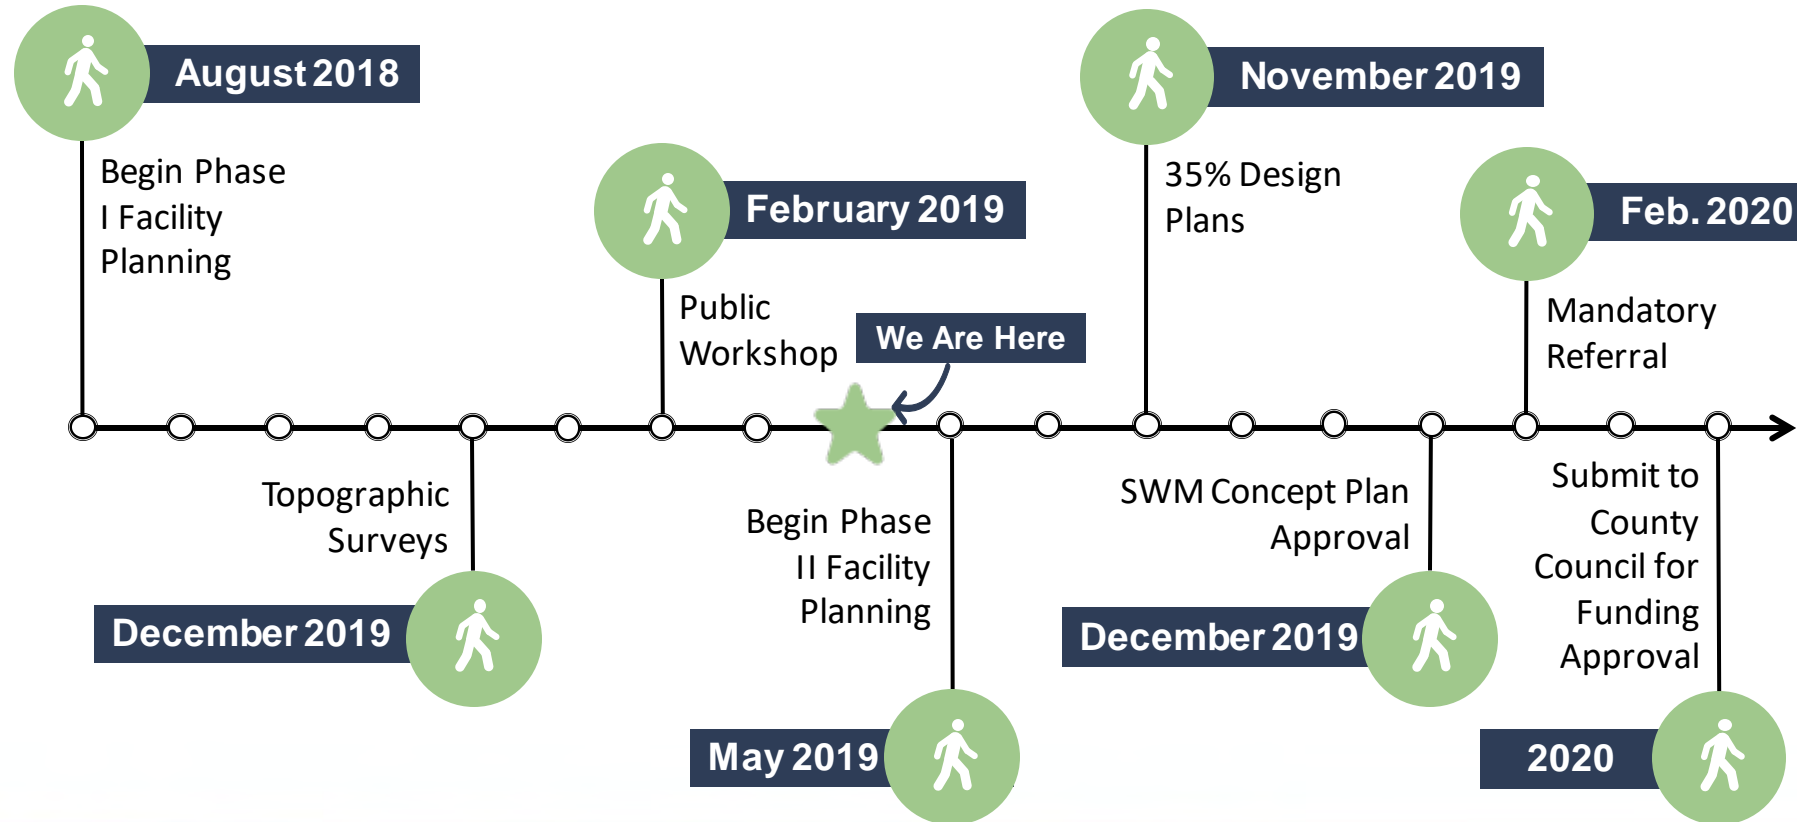 August 2018
Begin Phase
I Facility
Planning
February 2019
Public
Workshop
We Are Here
November 2019
35% Design
Plans
Feb. 2020
Mandatory
Referral
Topographic
Surveys
December 2019
Begin Phase
II Facility
Planning
May 2019
SWM Concept Plan
Approval
December 2019
Submit to
County
Council for
Funding
Approval
2020